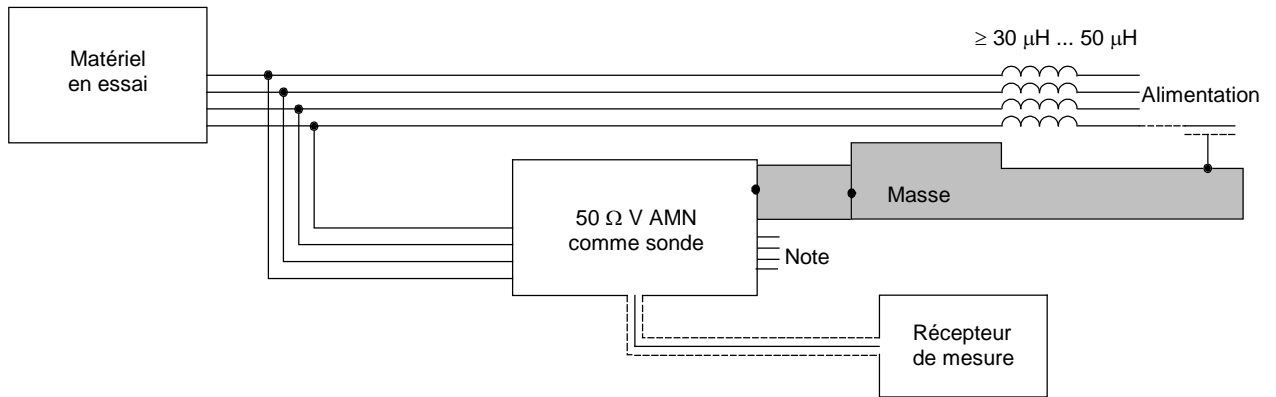 ≥ 30 μH ... 50 μH
Matériel
en essai
Alimentation
Masse
50 Ω V AMN
comme sonde
Note
Récepteur
de mesure